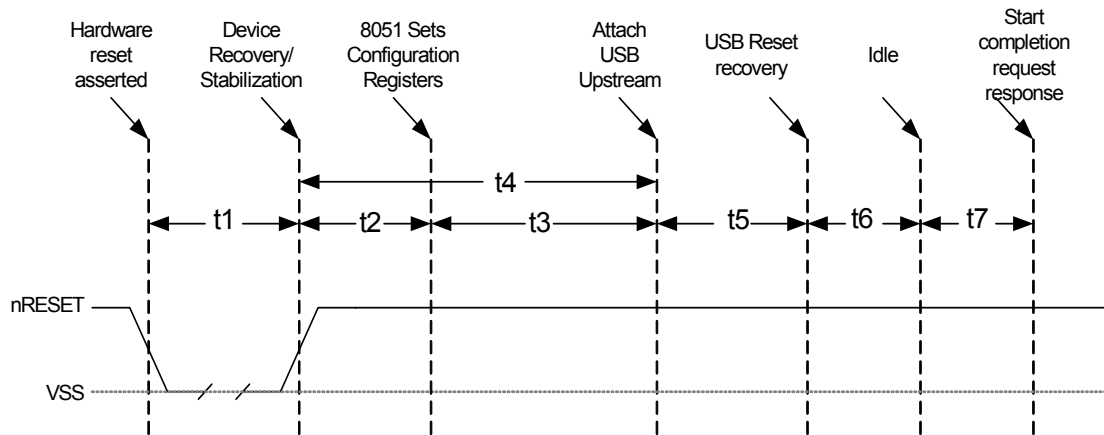 Hardware
reset
asserted
Device
Recovery/
Stabilization
8051 Sets
Configuration
Registers
Attach
USB
Upstream
USB Reset
recovery
Idle
Start
completion
request
response
t4
t1
t2
t3
t5
t6
t7
nRESET
VSS